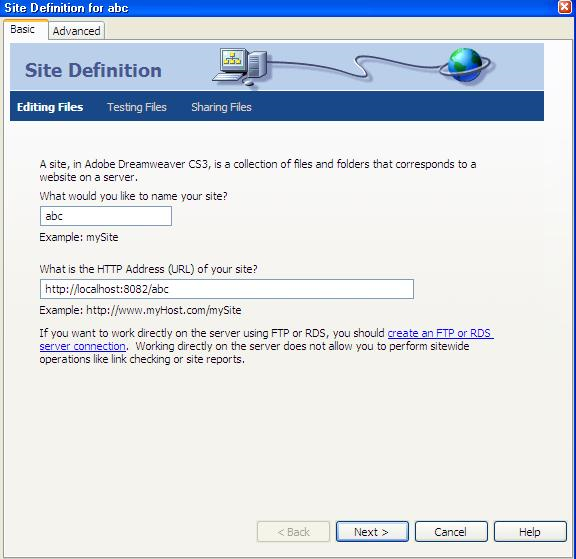 Site Definition for abc
Basic
Advanced
Site Definition
Editing Files Testing Files Sharing Files
A site, in Adobe Dreamweaver CS3, is a collection of files and folders that corresponds to a
website on a server.
What would you like to name your site?
abc
Example: mySite
What is the HTTP Address (URL) of your site?
http://localhost:8082/abc
Example: http://www.myHost.com/mySite
If you want to work directly on the server using FTP or RDS, you should create an FTP or RDS
server connection. Working directly on the server does not allow you to perform sitewide
operations like link checking or site reports.
< Back Next > Cancel Help